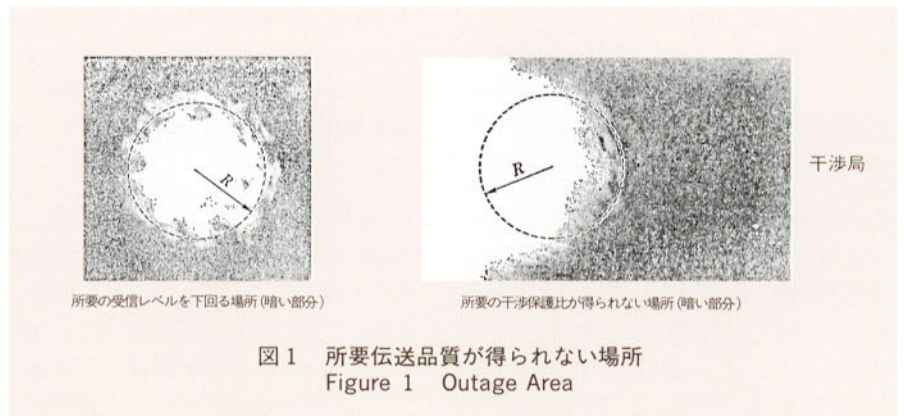 R
R
干渉局
所要の受信レベルを下回る場所(暗い部分)
所要の干渉保護比が得られない場所(暗い部分)
図1 所要伝送品質が得られない場所
Figure 1 Outage Area